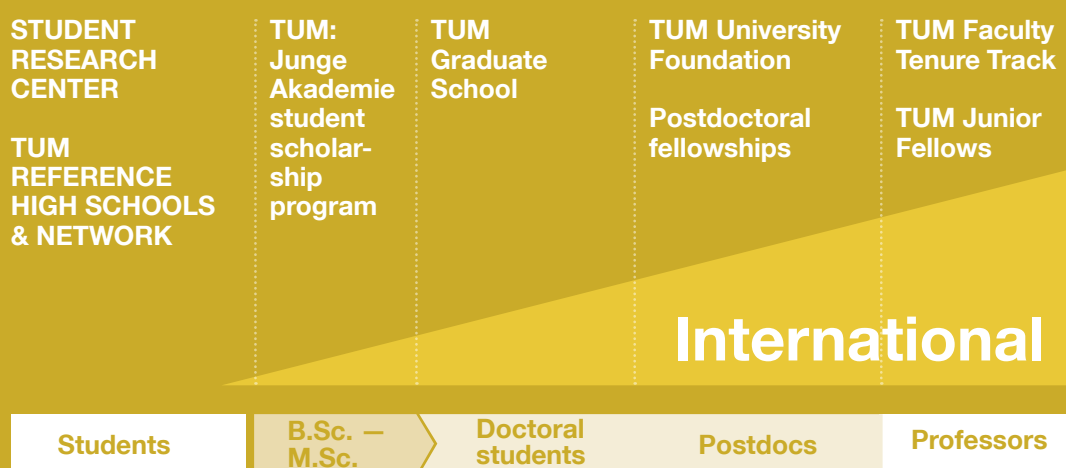 STUDENT
RESEARCH
CENTER
TUM
REFERENCE
HIGH SCHOOLS
& NETWORK
TUM:
Junge
Akademie
student
scholar-
ship
program
TUM
Graduate
School
TUM University
Foundation
Postdoctoral
fellowships
TUM Faculty
Tenure Track
TUM Junior
Fellows
International
Students
B.Sc. —
M.Sc.
Doctoral
students
Postdocs
Professors